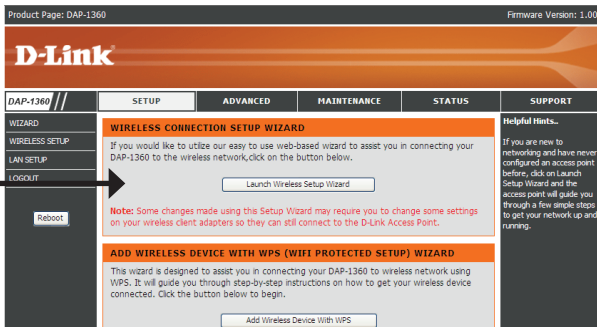 Product Page: DAP-1360 Firmware Version: 1.00
D-Link
DAP-1360 // SETUP ADVANCED MAINTENANCE STATUS SUPPORT
WIZARD
WIRELESS SETUP
LAN SETUP
LOGOUT
Reboot
WIRELESS CONNECTION SETUP WIZARD
If you would like to utilize our easy to use web-based wizard to assist you in connecting your
DAP-1360 to the wireless network,click on the button below.
Launch Wireless Setup Wizard
Note: Some changes made using this Setup Wizard may require you to change some settings
on your wireless client adapters so they can still connect to the D-Link Access Point.
ADD WIRELESS DEVICE WITH WPS (WIFI PROTECTED SETUP) WIZARD
This wizard is designed to assist you in connecting your DAP-1360 to wireless network using
WPS. It will guide you through step-by-step instructions on how to get your wireless device
connected. Click the button below to begin.
Add Wireless Device With WPS
Helpful Hints..
If you are new to
networking and have never
configured an access point
before, click on Launch
Setup Wizard and the
access point will guide you
through a few simple steps
to get your network up and
running.